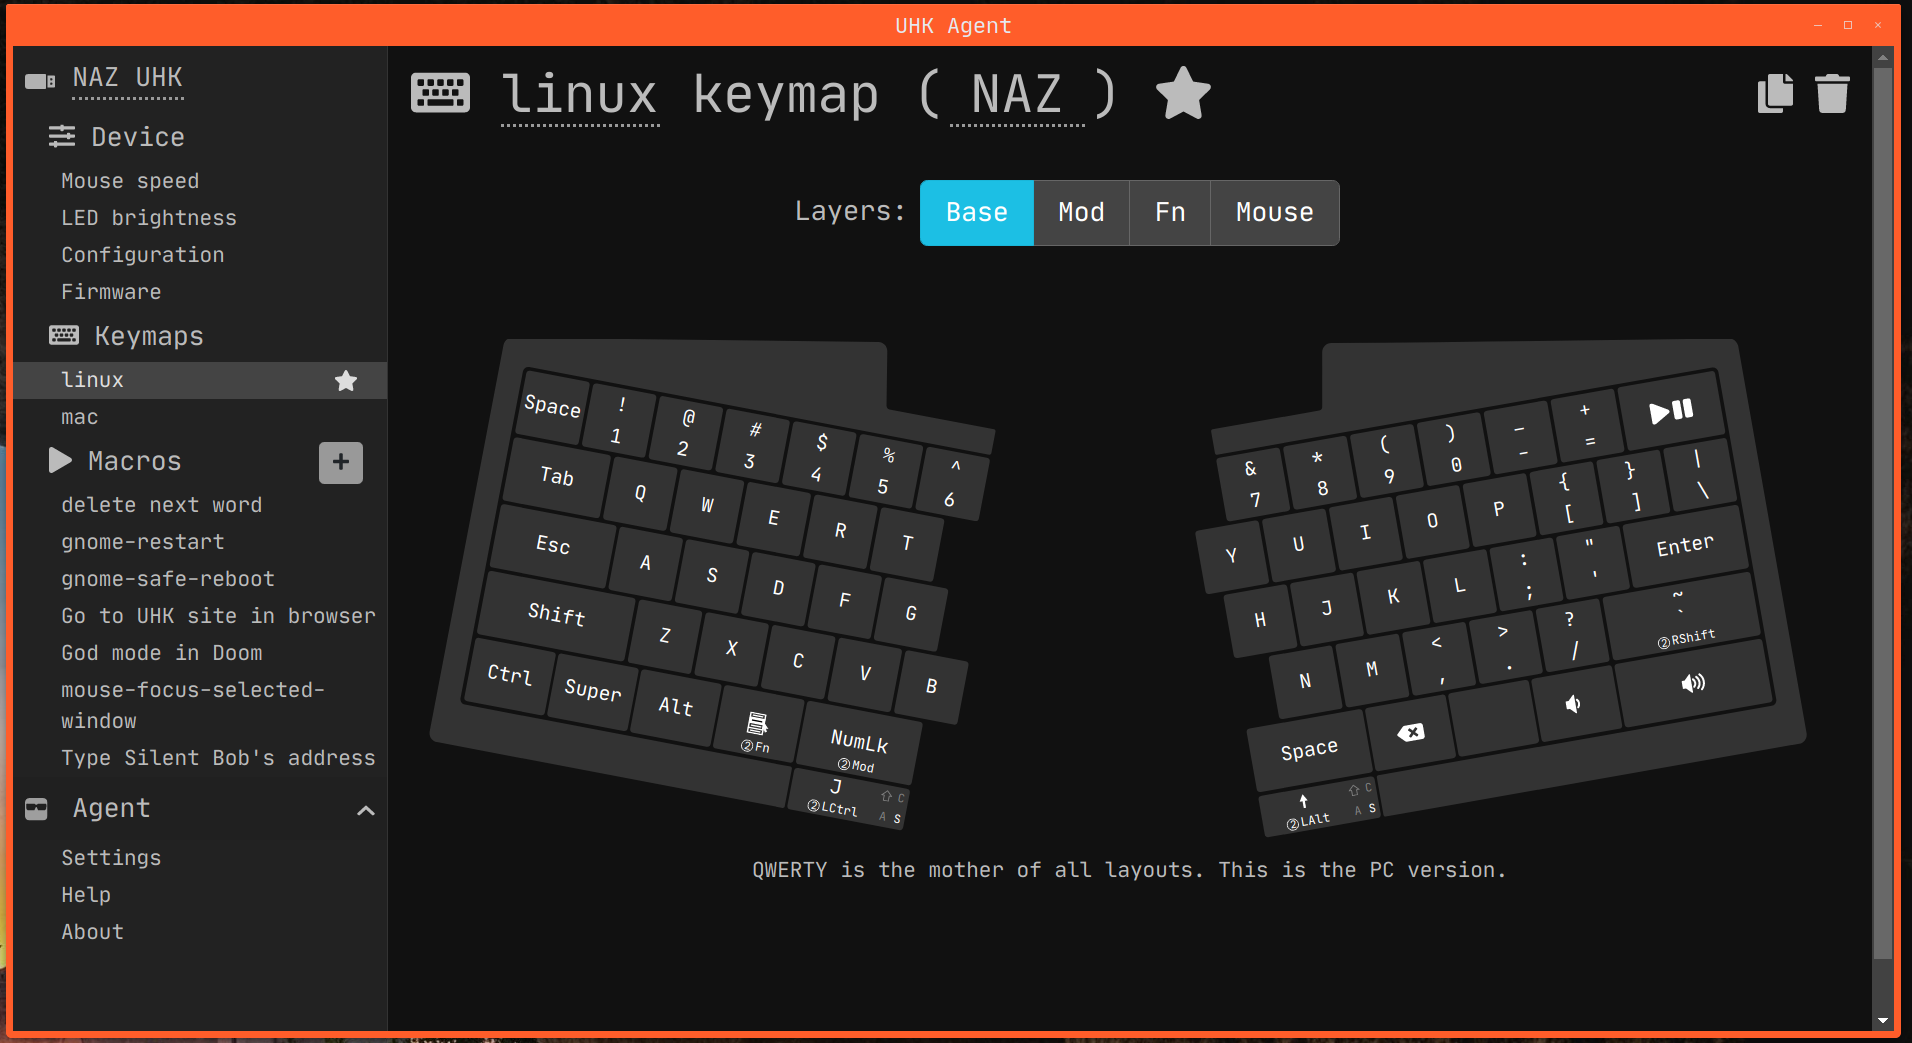 UHK Agent
NAZ UHK
Device
Mouse speed
LED brightness
Configuration
Firmware
Keymaps
linux
mac
Macros
delete next word
gnome-restart
gnome-safe-reboot
Go to UHK site in browser
God mode in Doom
mouse-focus-selected-
window
Type Silent Bob's address
Agent
Settings
Help
About
linux keymap ( NAZ )
Layers: Base Mod Fn Mouse
Space ! 1 @ 2 # 3 $ 4 % 5 ^ 6
Tab Q W E R T
Esc A S D F G
Shift Z X C V B
Ctrl Super Alt ②Fn NumLk ②Mod
J ②LCtrl C A S
& 7 * 8 ( 9 ) 0 _ - + =
Y U I O P { [ } ] | \
H J K L : ; " ' Enter
N M < , > . ? / ~ ` ②RShift
Space
②LAlt C A S
QWERTY is the mother of all layouts. This is the PC version.